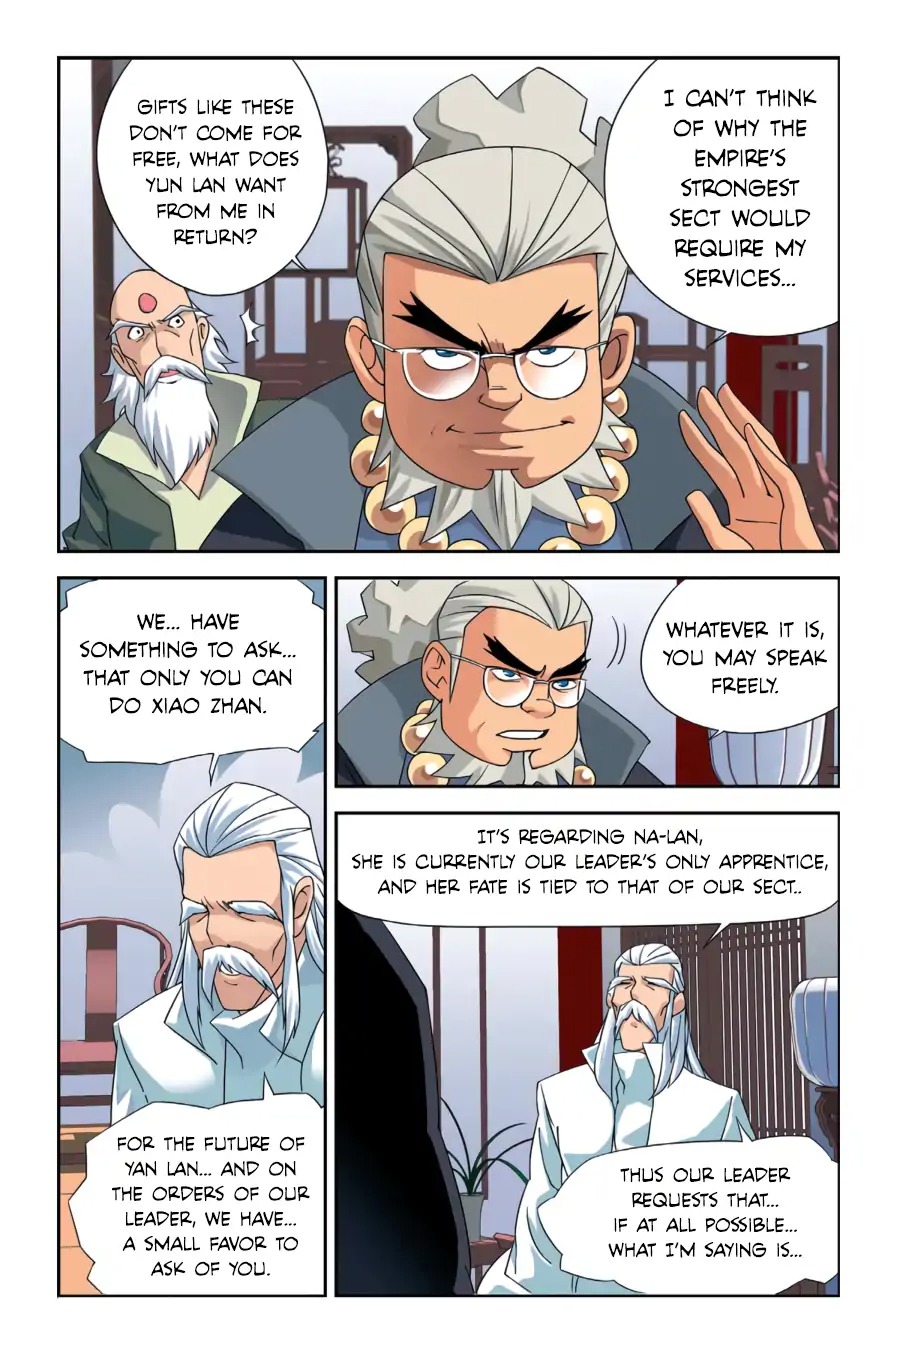 GIFTS LIKE THESE
DON'T COME FOR
FREE, WHAT DOES
YUN LAN WANT
FROM ME IN
RETURN?
I CAN'T THINK
OF WHY THE
EMPIRE'S
STRONGEST
SECT WOULD
REQUIRE MY
SERVICES...
WE... HAVE
SOMETHING TO ASK...
THAT ONLY YOU CAN
DO XIAO ZHAN.
WHATEVER IT IS,
YOU MAY SPEAK
FREELY.
FOR THE FUTURE OF
YAN LAN... AND ON
THE ORDERS OF OUR
LEADER, WE HAVE...
A SMALL FAVOR TO
ASK OF YOU.
IT'S REGARDING NA-LAN,
SHE IS CURRENTLY OUR LEADER'S ONLY APPRENTICE,
AND HER FATE IS TIED TO THAT OF OUR SECT..
THUS OUR LEADER
REQUESTS THAT...
IF AT ALL POSSIBLE...
WHAT I'M SAYING IS...